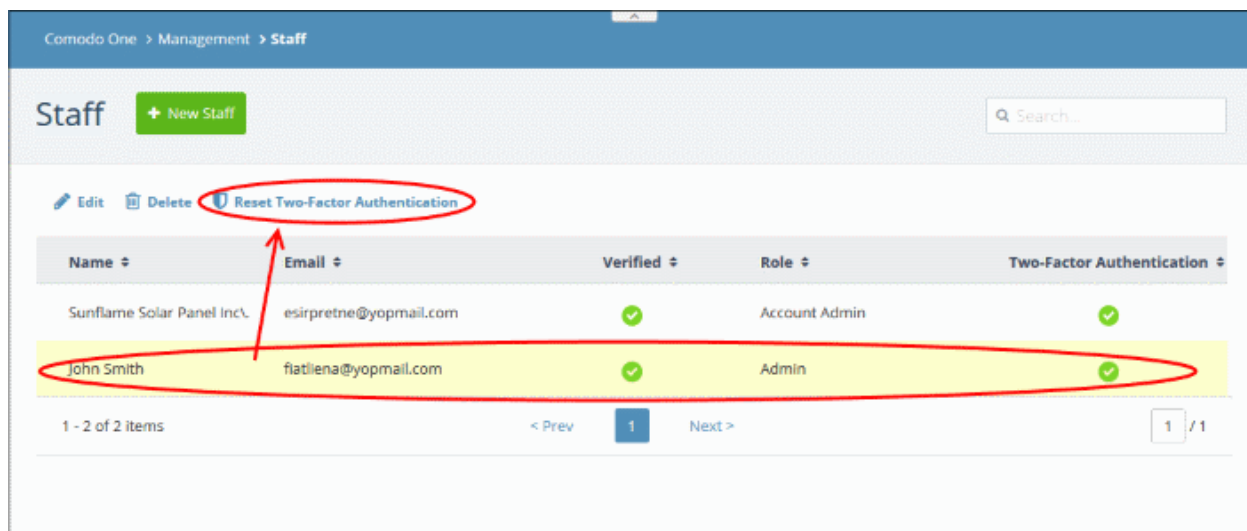 Comodo One > Management > Staff
Staff + New Staff Search...
Edit Delete Reset Two-Factor Authentication
Name Email Verified Role Two-Factor Authentication
Sunflame Solar Panel Inc\. esirpretne@yopmail.com Account Admin
John Smith fiatliena@yopmail.com Admin
1 - 2 of 2 items < Prev 1 Next > 1 / 1